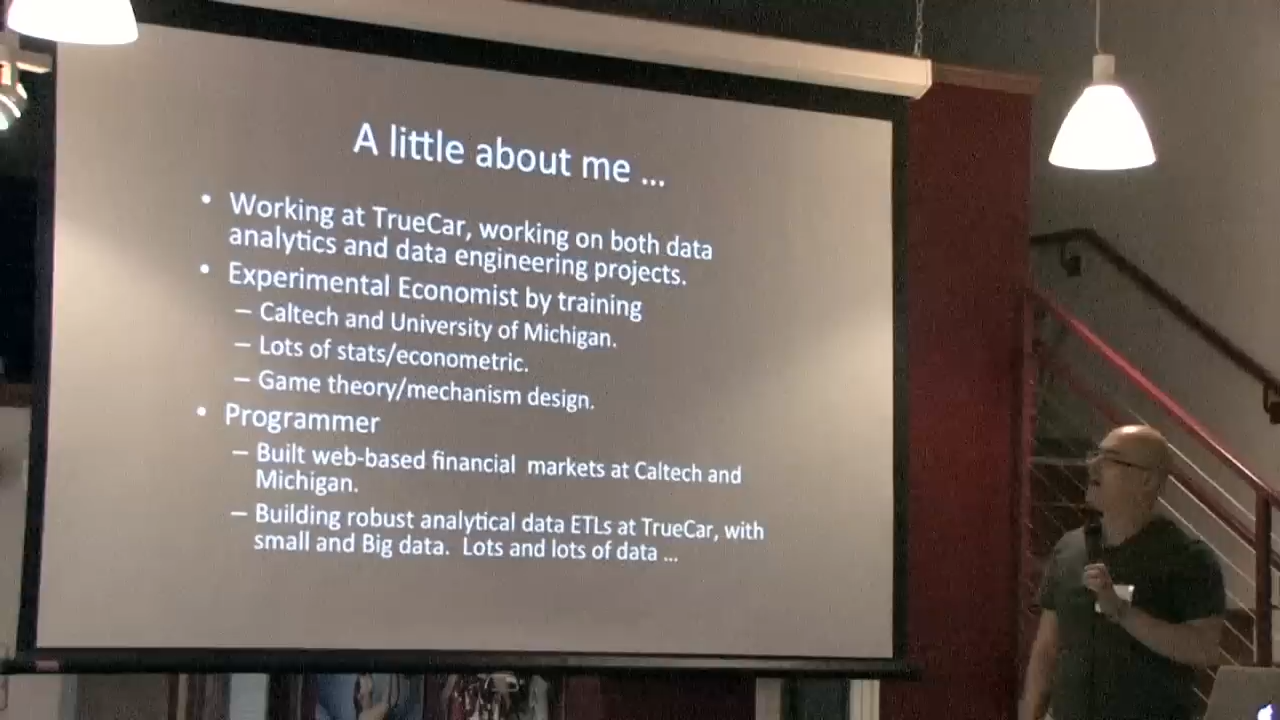 A little about me ...
• Working at TrueCar, working on both data
analytics and data engineering projects.
• Experimental Economist by training
– Caltech and University of Michigan.
– Lots of stats/econometric.
– Game theory/mechanism design.
• Programmer
– Built web-based financial  markets at Caltech and
Michigan.
– Building robust analytical data ETLs at TrueCar, with
small and Big data.  Lots and lots of data ...